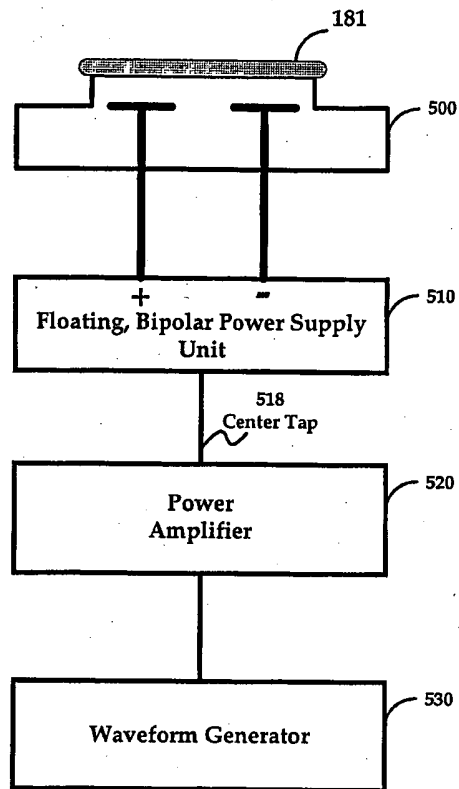 181
500
+ -
510
Floating, Bipolar Power Supply
Unit
518
Center Tap
520
Power
Amplifier
530
Waveform Generator